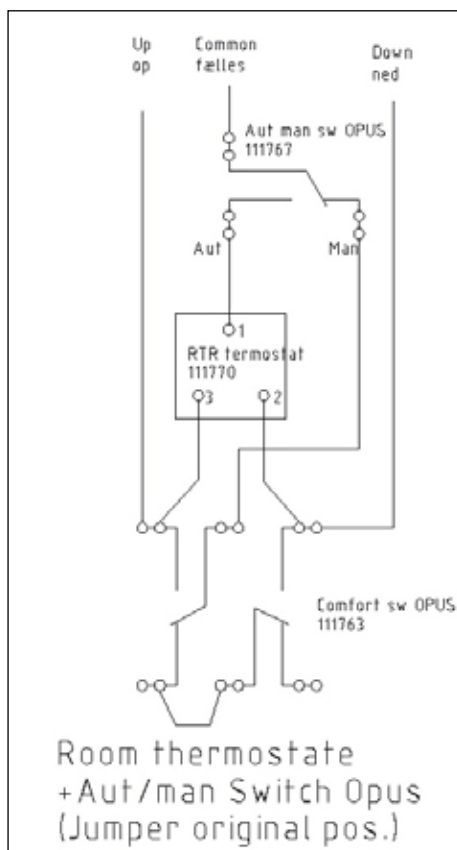 Up
op
Common
fælles
Down
ned
Aut man sw OPUS
111767
Aut
Man
1
RTR termostat
111770
3
2
Comfort sw OPUS
111763
Room thermostate
+Aut/man Switch Opus
(Jumper original pos.)